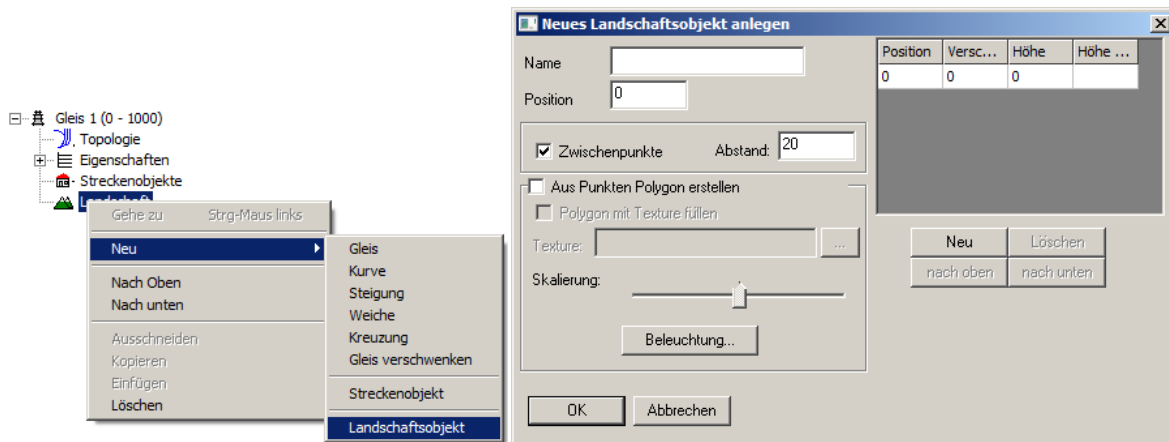 Gleis 1 (0 - 1000)
Topologie
Eigenschaften
Streckenobjekte
Landschaft
Gehe zu Strg-Maus links
Neu
Nach Oben
Nach unten
Ausschneiden
Kopieren
Einfügen
Löschen
Gleis
Kurve
Steigung
Weiche
Kreuzung
Gleis verschwenken
Streckenobjekt
Landschaftsobjekt
Neues Landschaftsobjekt anlegen
Name
Position 0
Zwischenpunkte Abstand: 20
Aus Punkten Polygon erstellen
Polygon mit Texture füllen
Texture: ...
Skalierung:
Beleuchtung...
OK Abbrechen
Position Versc... Höhe Höhe ...
0 0 0
Neu Löschen
nach oben nach unten